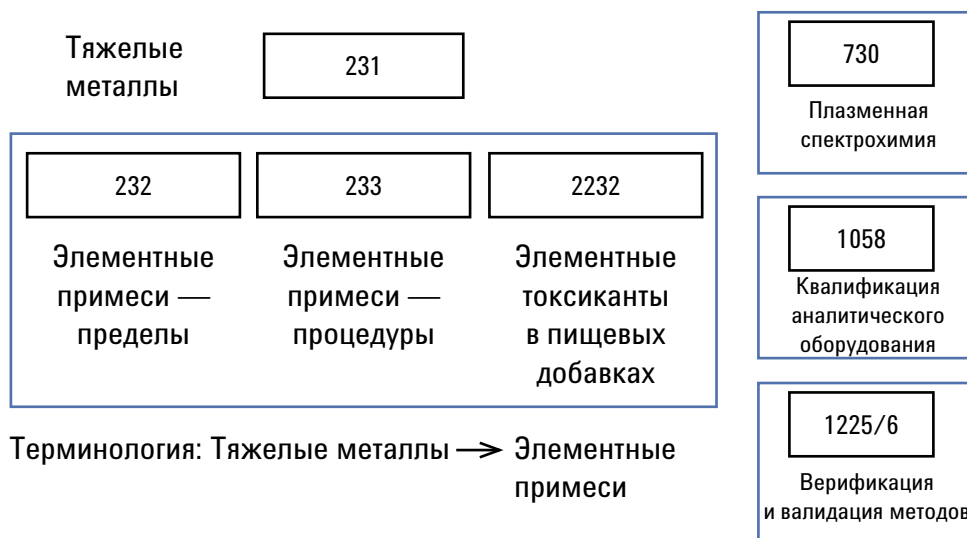 Тяжелые
металлы
231
232
233
2232
Элементные
примеси —
пределы
Элементные
примеси —
процедуры
Элементные
токсиканты
в пищевых
добавках
Терминология: Тяжелые металлы → Элементные
примеси
730
Плазменная
спектрохимия
1058
Квалификация
аналитического
оборудования
1225/6
Верификация
и валидация методов